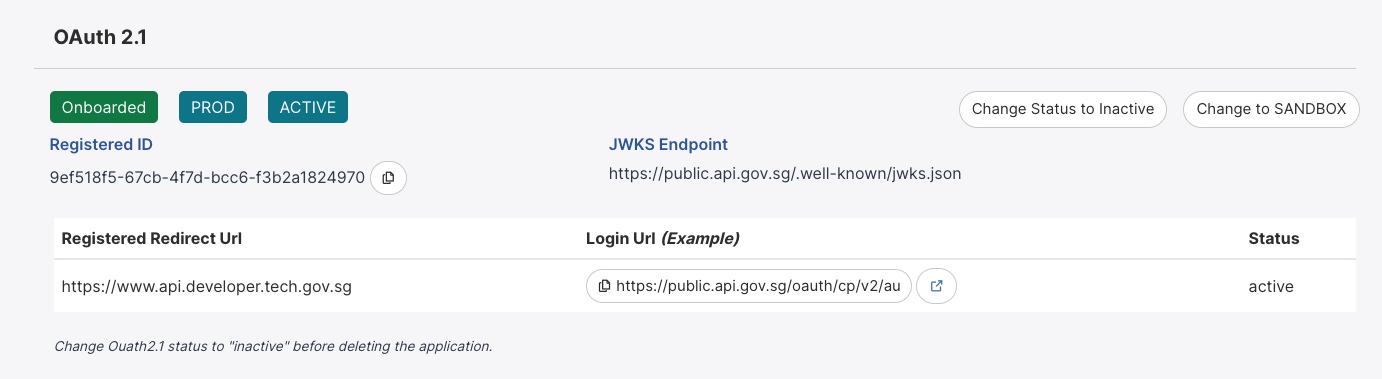 OAuth 2.1
Onboarded PROD ACTIVE Change Status to Inactive Change to SANDBOX
Registered ID JWKS Endpoint
9ef518f5-67cb-4f7d-bcc6-f3b2a1824970 https://public.api.gov.sg/.well-known/jwks.json
Registered Redirect Url Login Url (Example) Status
https://www.api.developer.tech.gov.sg https://public.api.gov.sg/oauth/cp/v2/au active
Change Ouath2.1 status to "inactive" before deleting the application.